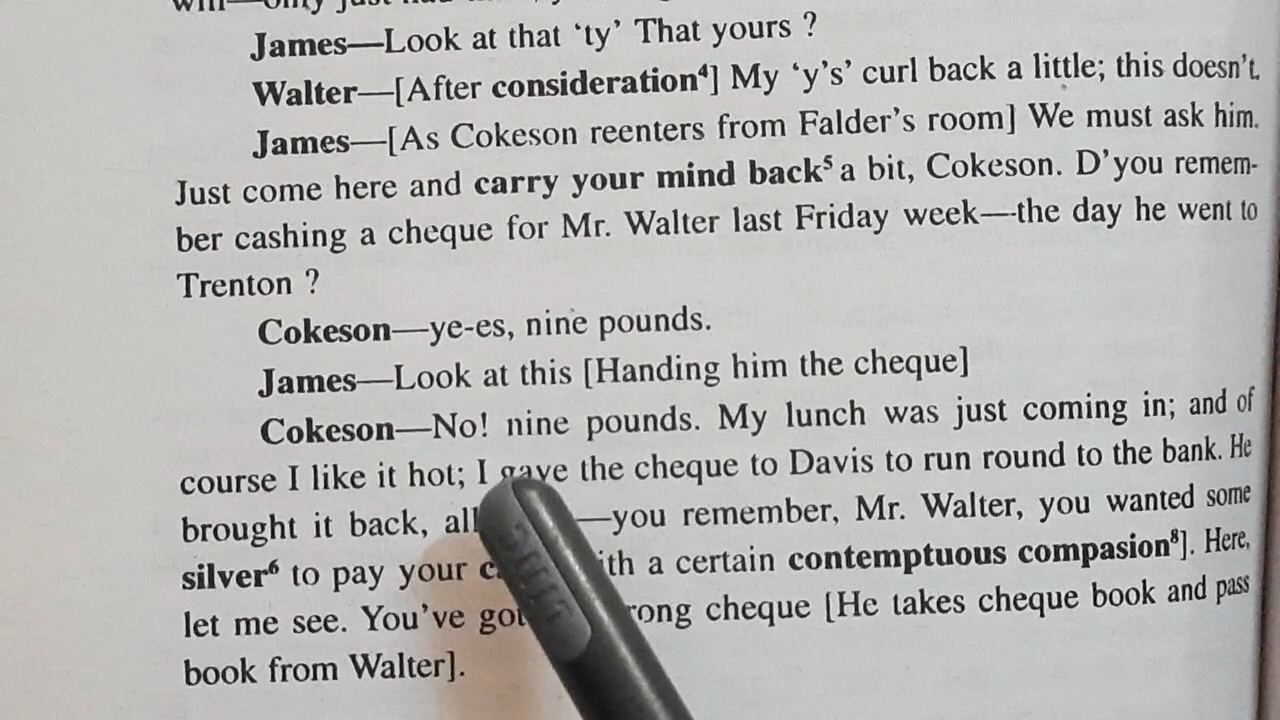 James—Look at that ‘ty’ That yours ?
Walter—[After consideration⁴] My ‘y’s’ curl back a little; this doesn’t.
James—[As Cokeson reenters from Falder’s room] We must ask him.
Just come here and carry your mind back⁵ a bit, Cokeson. D’you remem-
ber cashing a cheque for Mr. Walter last Friday week—the day he went to
Trenton ?
Cokeson—ye-es, nine pounds.
James—Look at this [Handing him the cheque]
Cokeson—No! nine pounds. My lunch was just coming in; and of
course I like it hot; I gave the cheque to Davis to run round to the bank. He
brought it back, all —you remember, Mr. Walter, you wanted some
silver⁶ to pay your a certain contemptuous compasion⁸]. Here,
let me see. You’ve cheque [He takes cheque book and pass
book from Walter].